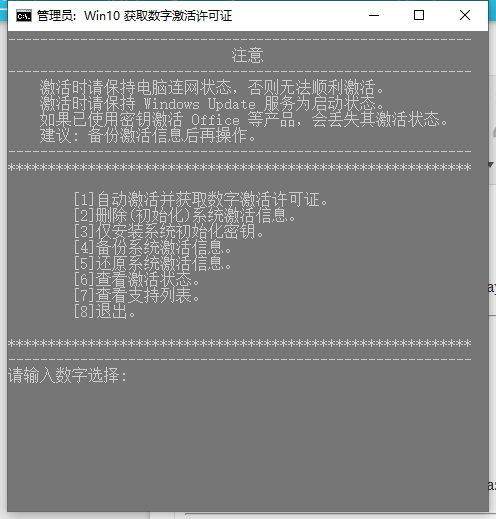 管理员: Win10 获取数字激活许可证
----------------------------------------------------------
注意
----------------------------------------------------------
激活时请保持电脑连网状态，否则无法顺利激活。
激活时请保持 Windows Update 服务为启动状态。
如果已使用密钥激活 Office 等产品，会丢失其激活状态。
建议: 备份激活信息后再操作。
----------------------------------------------------------
**********************************************************
[1]自动激活并获取数字激活许可证。
[2]删除(初始化)系统激活信息。
[3]仅安装系统初始化密钥。
[4]备份系统激活信息。
[5]还原系统激活信息。
[6]查看激活状态。
[7]查看支持列表。
[8]退出。
**********************************************************
----------------------------------------------------------
请输入数字选择: